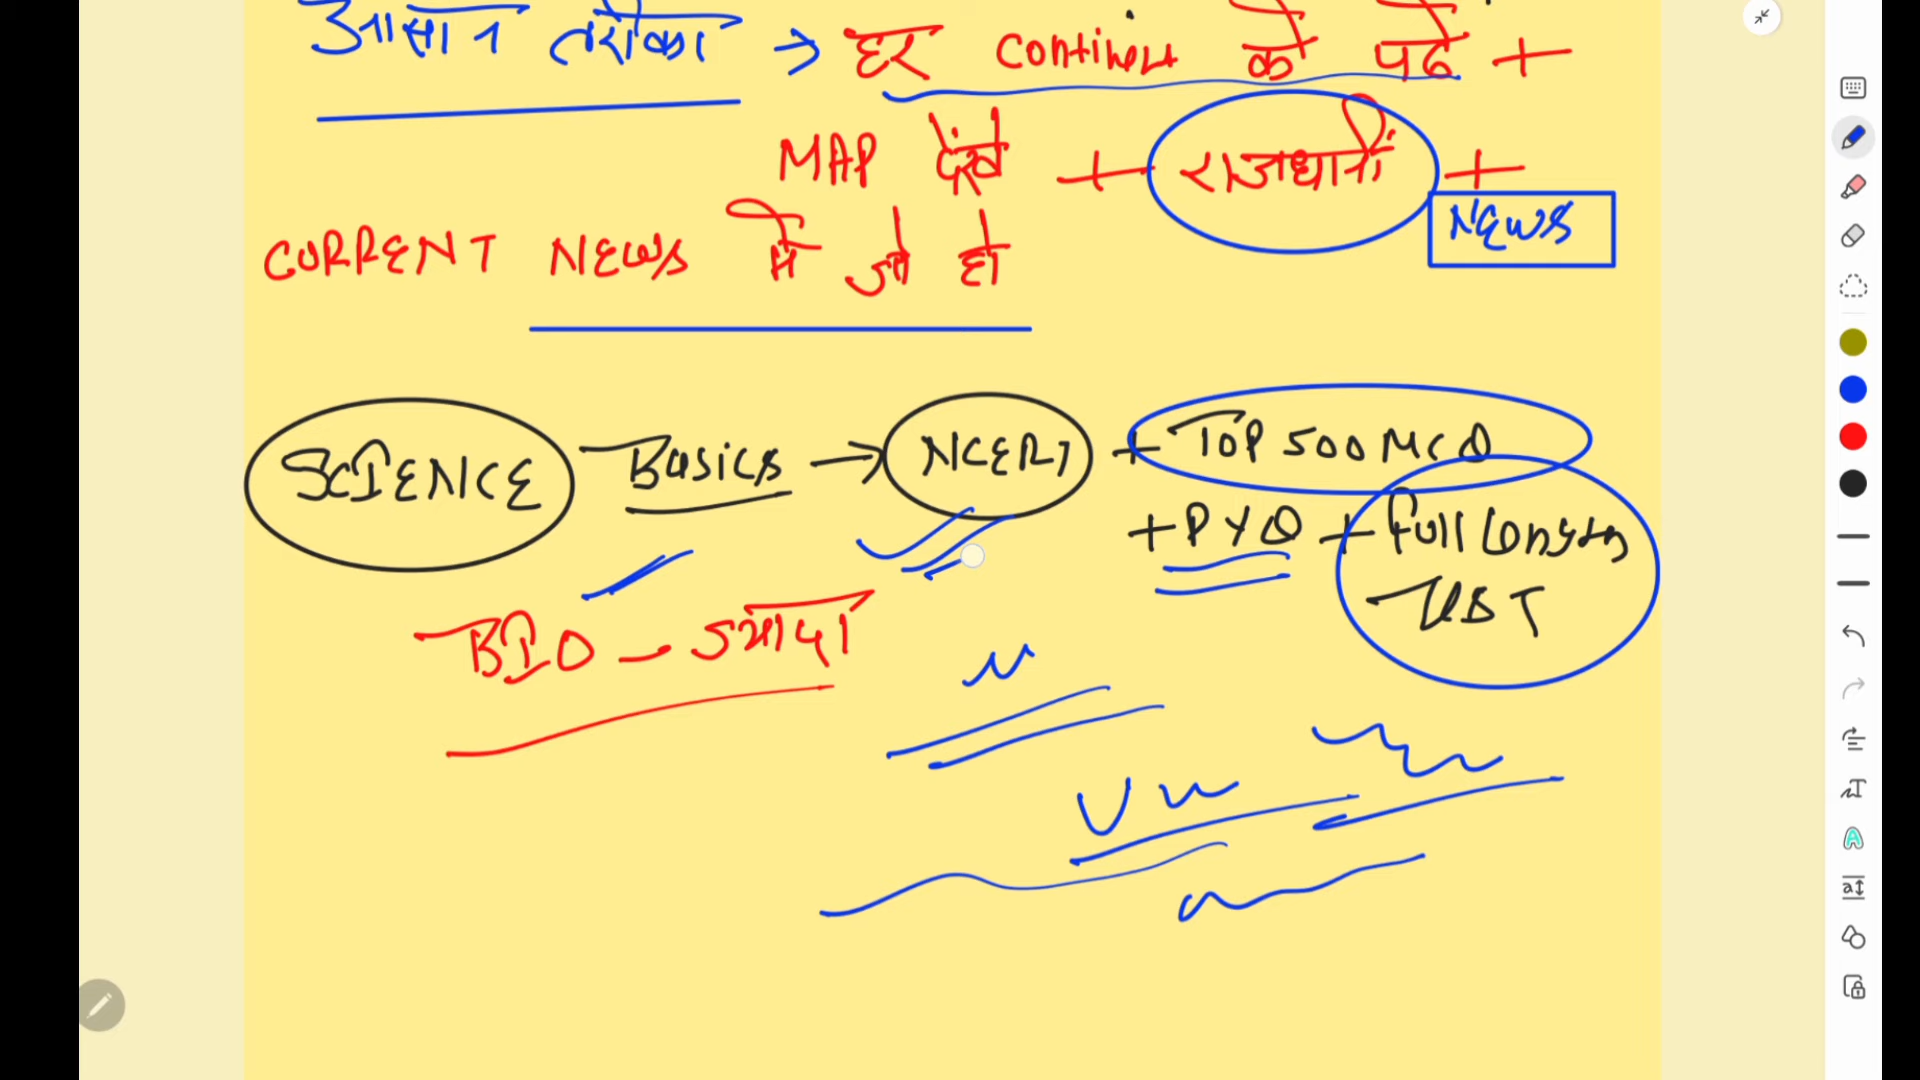 आसान तरीका → हर Continent को पढें +
MAP देखें + राजधानी +
NEWS
CURRENT NEWS में जो हो
SCIENCE Basics → NCERT + TOP 500 MCQ
+ PYQ + Full Length
TEST
BIO - ज्यादा